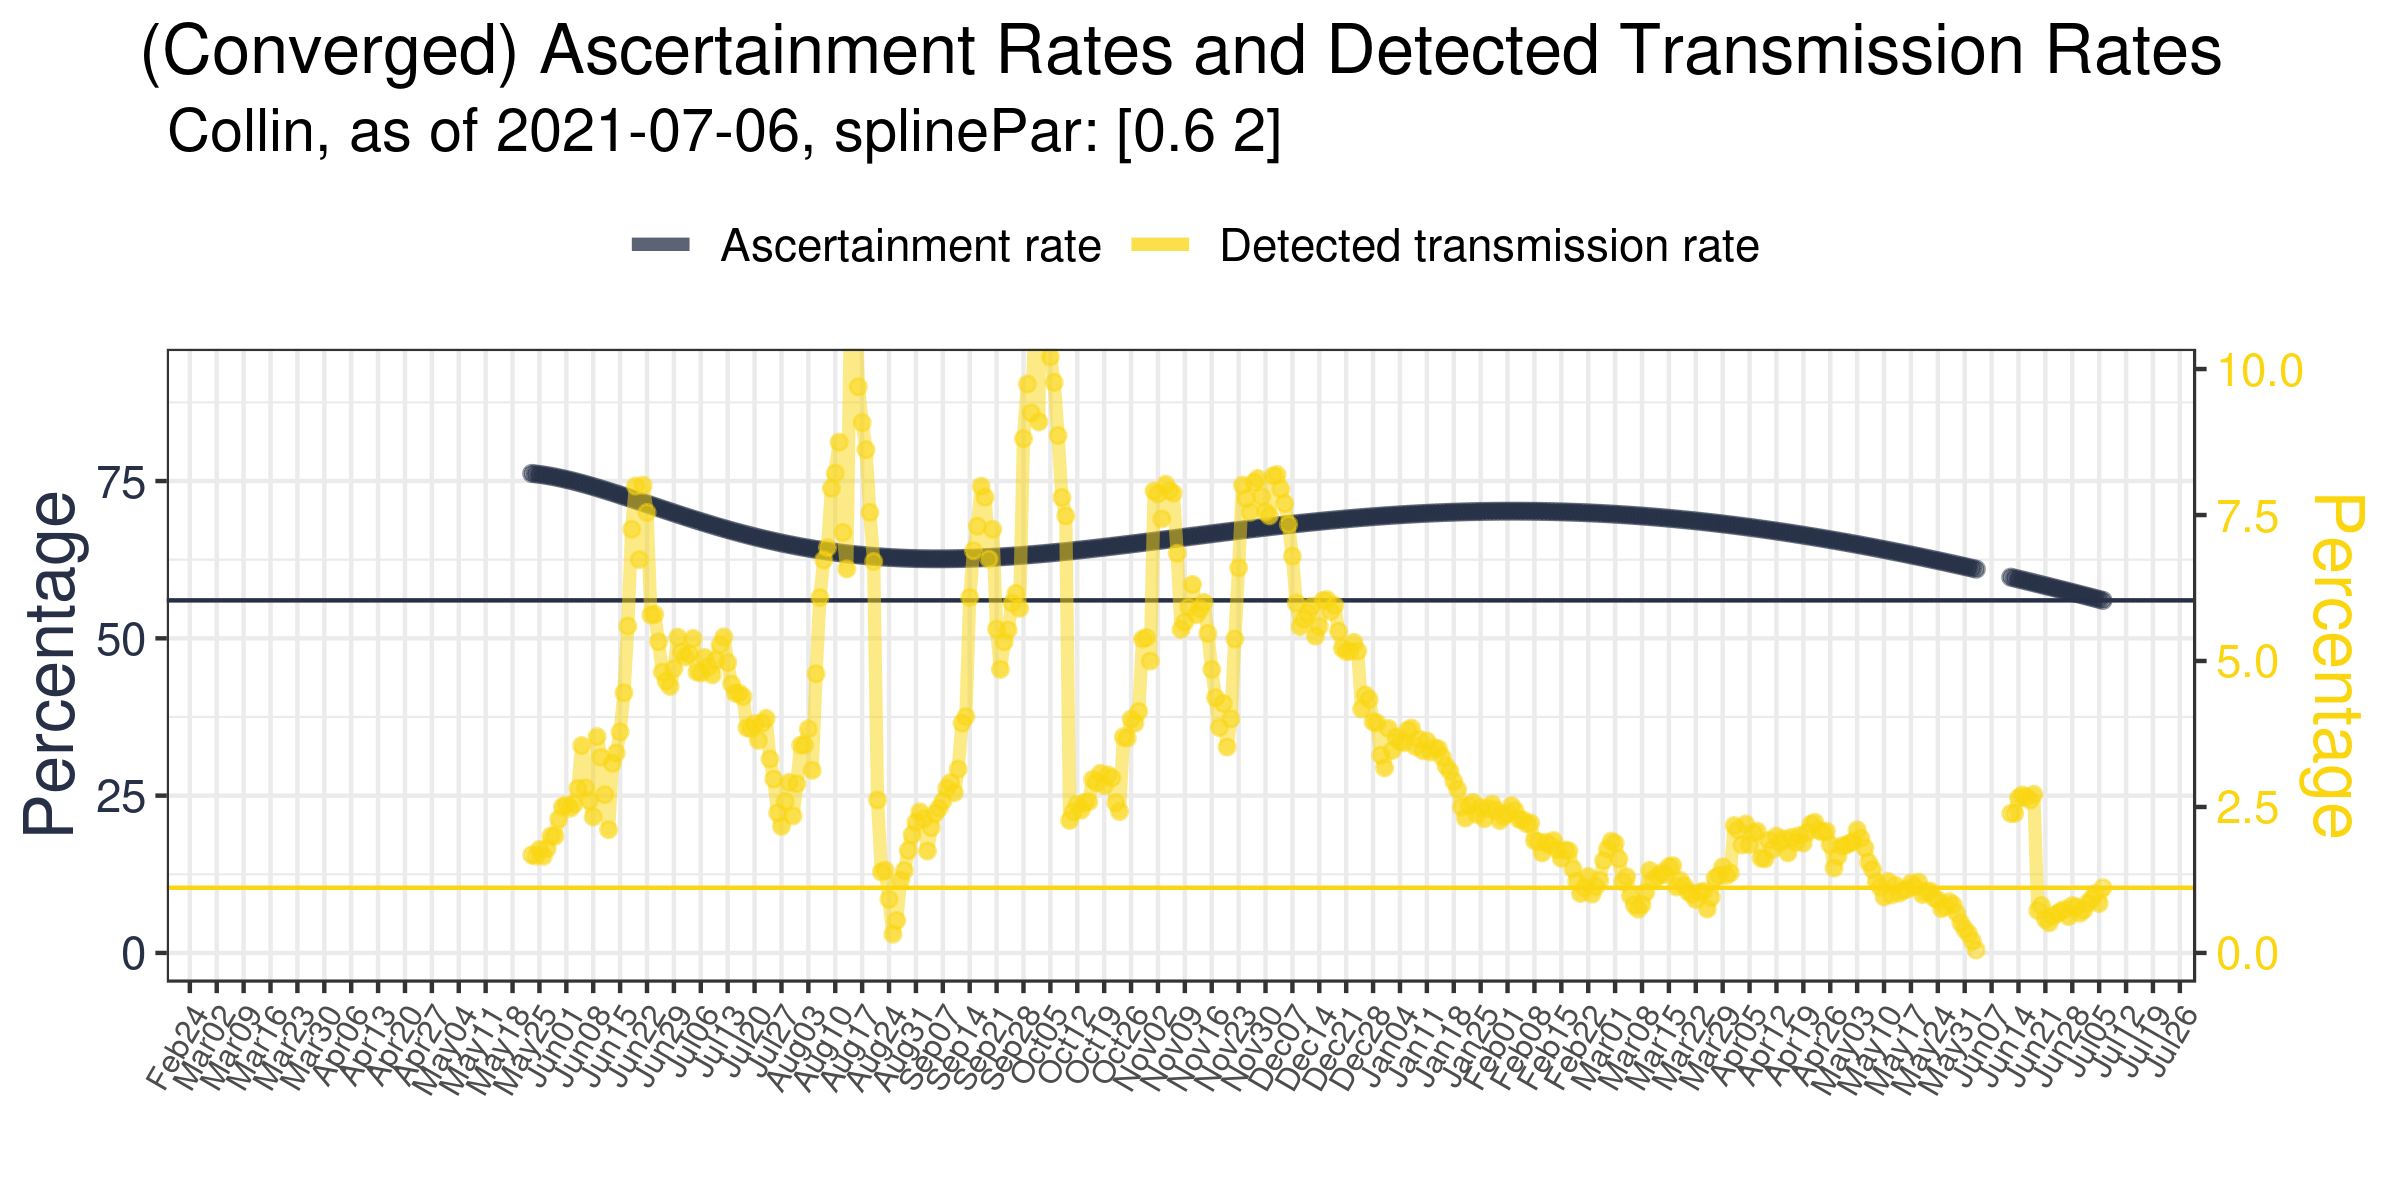 (Converged) Ascertainment Rates and Detected Transmission Rates
Collin, as of 2021-07-06, splinePar: [0.6 2]
Ascertainment rate
Detected transmission rate
Percentage
75
50
25
0
10.0
7.5
5.0
2.5
0.0
Percentage
Feb24
Mar02
Mar09
Mar16
Mar23
Mar30
Apr06
Apr13
Apr20
Apr27
May04
May11
May18
May25
Jun01
Jun08
Jun15
Jun22
Jun29
Jul06
Jul13
Jul20
Jul27
Aug03
Aug10
Aug17
Aug24
Aug31
Sep07
Sep14
Sep21
Sep28
Oct05
Oct12
Oct19
Oct26
Nov02
Nov09
Nov16
Nov23
Nov30
Dec07
Dec14
Dec21
Dec28
Jan04
Jan11
Jan18
Jan25
Feb01
Feb08
Feb15
Feb22
Mar01
Mar08
Mar15
Mar22
Mar29
Apr05
Apr12
Apr19
Apr26
May03
May10
May17
May24
May31
Jun07
Jun14
Jun21
Jun28
Jul05
Jul12
Jul19
Jul26